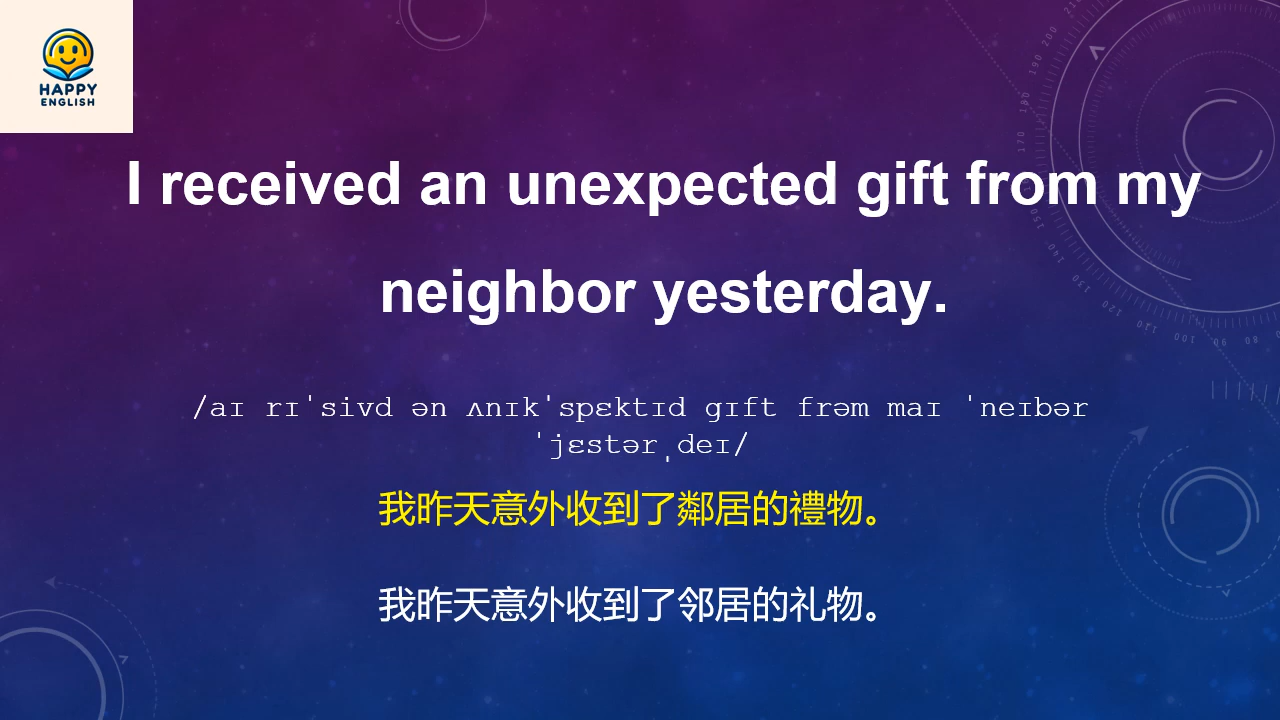 HAPPY
ENGLISH
I received an unexpected gift from my
neighbor yesterday.
/aɪ rɪˈsivd ən ʌnɪkˈspɛktɪd gɪft frəm maɪ ˈneɪbər
ˈjɛstərˌdeɪ/
我昨天意外收到了鄰居的禮物。
我昨天意外收到了邻居的礼物。